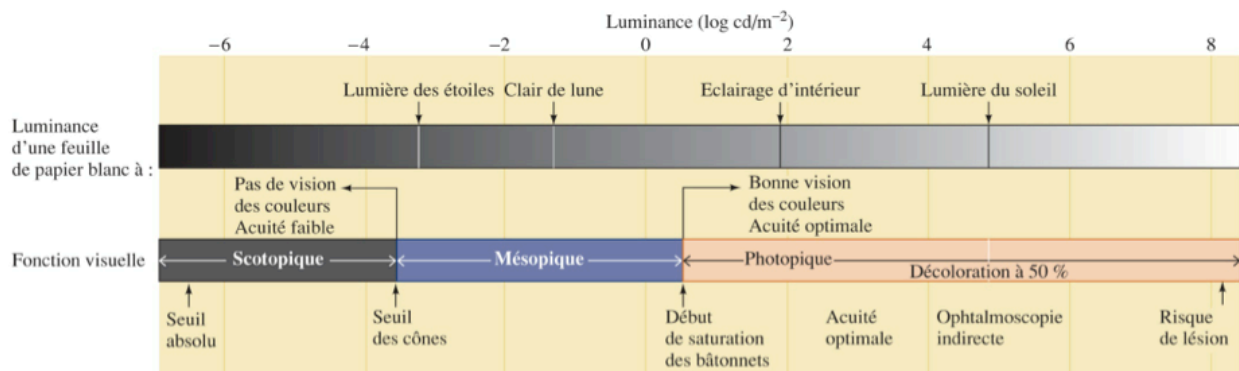 Luminance (log cd/m−2)
−6 −4 −2 0 2 4 6 8
Lumière des étoiles Clair de lune Eclairage d’intérieur Lumière du soleil
Luminance
d’une feuille
de papier blanc à :
Pas de vision
des couleurs
Acuité faible
Bonne vision
des couleurs
Acuité optimale
Fonction visuelle
Scotopique Mésopique Photopique
Décoloration à 50 %
Seuil
absolu
Seuil
des cônes
Début
de saturation
des bâtonnets
Acuité
optimale
Ophtalmoscopie
indirecte
Risque
de lésion